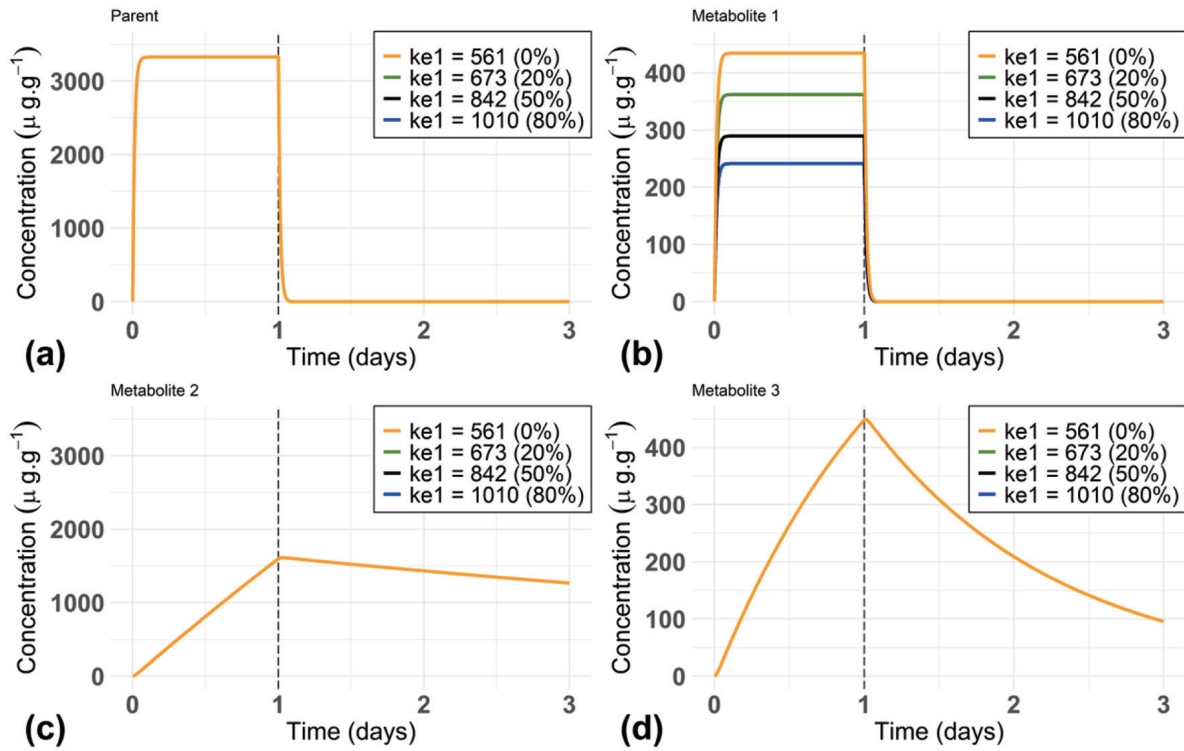 Parent
Concentration (μ g.g⁻¹)
3000
2000
1000
0
ke1 = 561 (0%)
ke1 = 673 (20%)
ke1 = 842 (50%)
ke1 = 1010 (80%)
0 1 2 3
Time (days)
(a)
Metabolite 1
Concentration (μ g.g⁻¹)
400
300
200
100
0
ke1 = 561 (0%)
ke1 = 673 (20%)
ke1 = 842 (50%)
ke1 = 1010 (80%)
0 1 2 3
Time (days)
(b)
Metabolite 2
Concentration (μ g.g⁻¹)
3000
2000
1000
0
ke1 = 561 (0%)
ke1 = 673 (20%)
ke1 = 842 (50%)
ke1 = 1010 (80%)
0 1 2 3
Time (days)
(c)
Metabolite 3
Concentration (μ g.g⁻¹)
400
300
200
100
0
ke1 = 561 (0%)
ke1 = 673 (20%)
ke1 = 842 (50%)
ke1 = 1010 (80%)
0 1 2 3
Time (days)
(d)